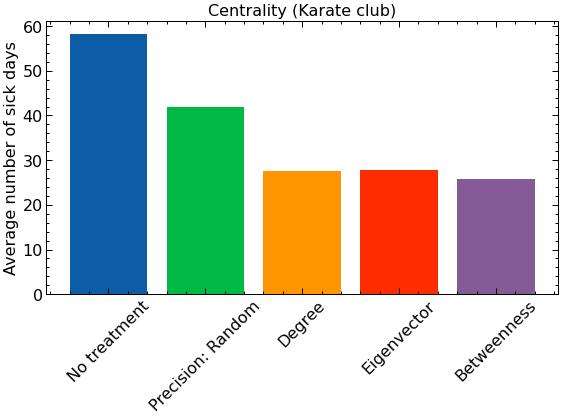 Centrality (Karate club)
Average number of sick days
60
50
40
30
20
10
0
No treatment
Precision: Random
Degree
Eigenvector
Betweenness